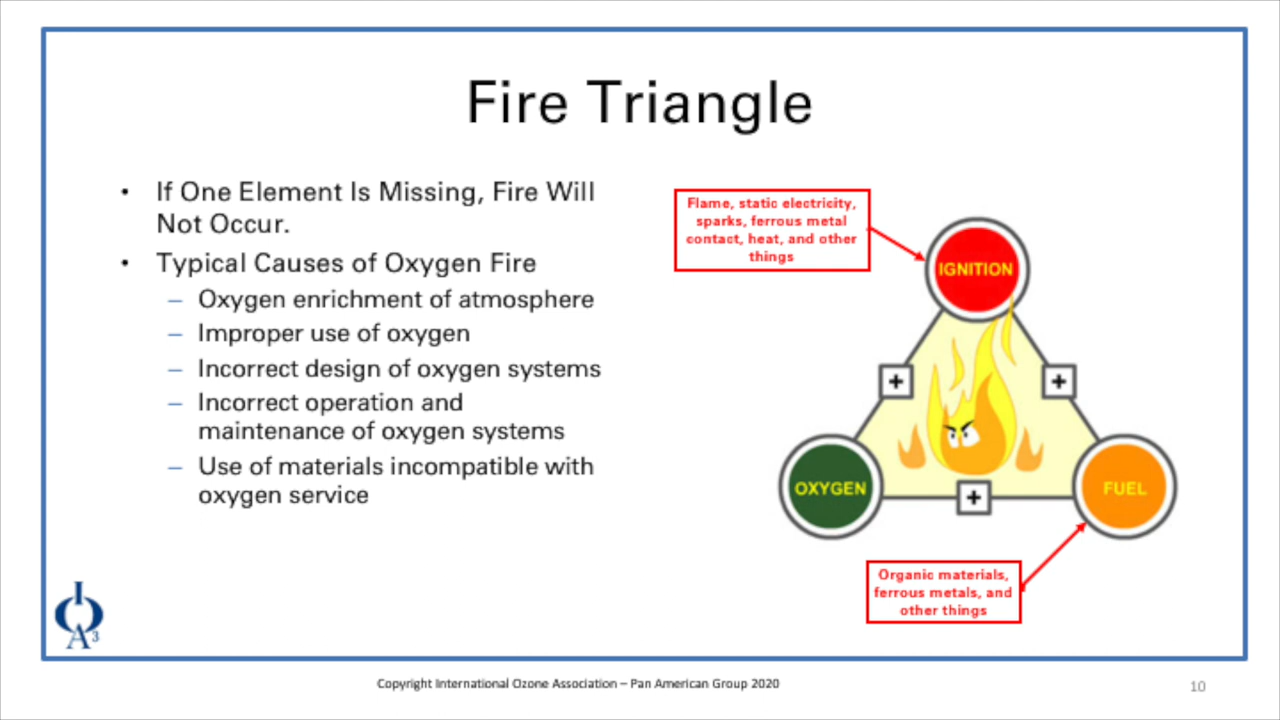 Fire Triangle
• If One Element Is Missing, Fire Will
Not Occur.
• Typical Causes of Oxygen Fire
– Oxygen enrichment of atmosphere
– Improper use of oxygen
– Incorrect design of oxygen systems
– Incorrect operation and
maintenance of oxygen systems
– Use of materials incompatible with
oxygen service
Flame, static electricity,
sparks, ferrous metal
contact, heat, and other
things
IGNITION
+ +
OXYGEN + FUEL
Organic materials,
ferrous metals, and
other things
IOA3
Copyright International Ozone Association – Pan American Group 2020
10